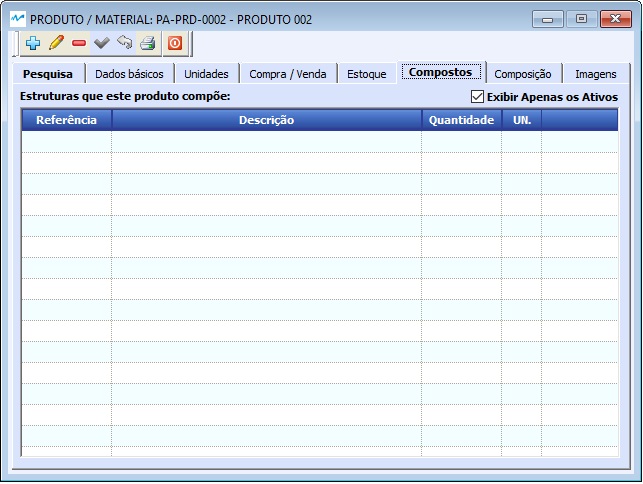 PRODUTO / MATERIAL: PA-PRD-0002 - PRODUTO 002
Pesquisa Dados básicos Unidades Compra / Venda Estoque Compostos Composição Imagens
Estruturas que este produto compõe: Exibir Apenas os Ativos
Referência Descrição Quantidade UN.